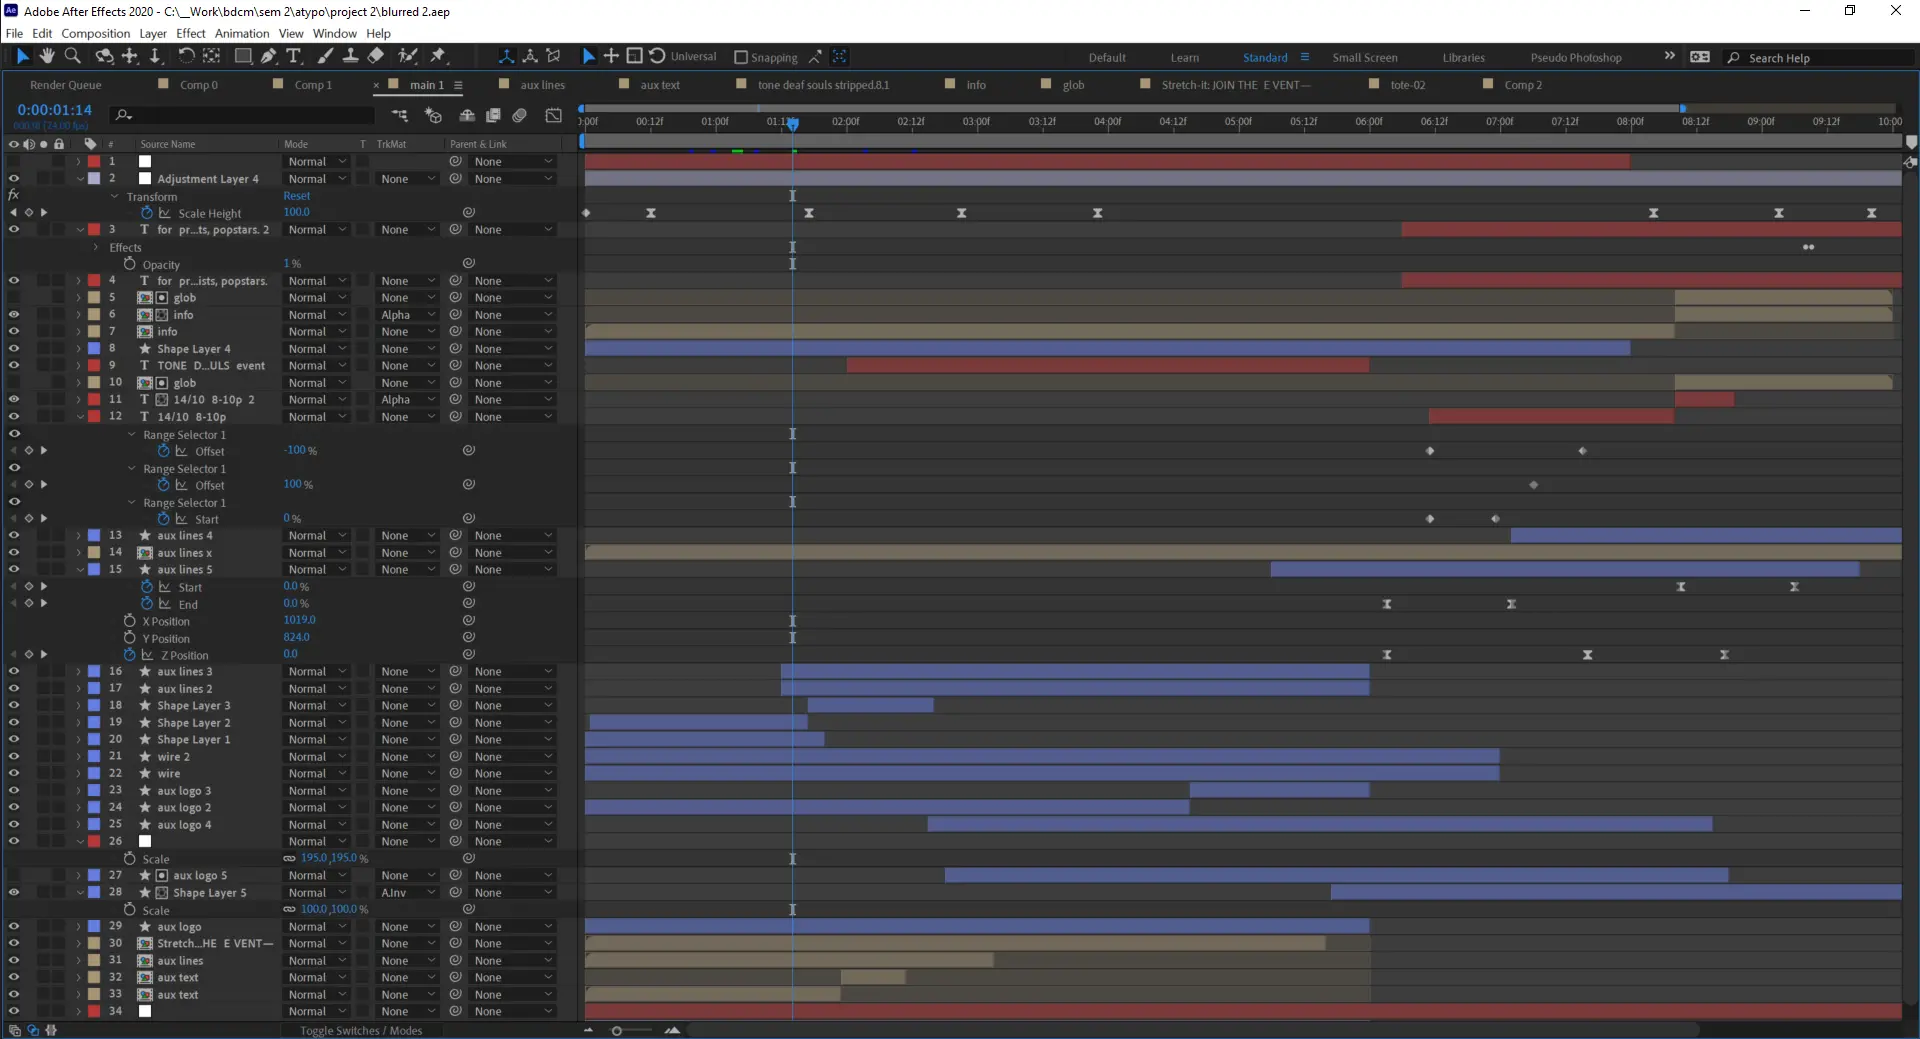 Adobe After Effects 2020 - C:\__Work\bdcm\sem 2\atypo\project 2\blurred 2.aep
File Edit Composition Layer Effect Animation View Window Help
Universal Snapping Default Learn Standard Small Screen Libraries Pseudo Photoshop Search Help
Render Queue Comp 0 Comp 1 × main 1 aux lines aux text tone deaf souls stripped.8,1 info glob Stretch-It: JOIN THE E VENT— tote-02 Comp 2
0:00:01:14
:00f 00:12f 01:00f 01:12f 02:00f 02:12f 03:00f 03:12f 04:00f 04:12f 05:00f 05:12f 06:00f 06:12f 07:00f 07:12f 08:00f 08:12f 09:00f 09:12f 10:00
# Source Name Mode T TrkMat Parent & Link
1 Normal None
2 Adjustment Layer 4 Normal None None
fx Transform Reset
Scale Height 100.0
3 T for pr...ts, popstars. 2 Normal None None
Effects
Opacity 1 %
4 T for pr...ists, popstars. Normal None None
5 glob Normal None None
6 info Normal Alpha None
7 info Normal None None
8 Shape Layer 4 Normal None None
9 T TONE D...ULS event Normal None None
10 glob Normal None None
11 T 14/10 8-10p 2 Normal Alpha None
12 T 14/10 8-10p Normal None None
Range Selector 1
Offset -100 %
Range Selector 1
Offset 100 %
Range Selector 1
Start 0 %
13 aux lines 4 Normal None None
14 aux lines x Normal None None
15 aux lines 5 Normal None None
Start 0.0 %
End 0.0 %
X Position 1019.0
Y Position 824.0
Z Position 0.0
16 aux lines 3 Normal None None
17 aux lines 2 Normal None None
18 Shape Layer 3 Normal None None
19 Shape Layer 2 Normal None None
20 Shape Layer 1 Normal None None
21 wire 2 Normal None None
22 wire Normal None None
23 aux logo 3 Normal None None
24 aux logo 2 Normal None None
25 aux logo 4 Normal None None
26 Normal None None
Scale 195.0,195.0 %
27 aux logo 5 Normal None None
28 Shape Layer 5 Normal A.Inv None
Scale 100.0,100.0 %
29 aux logo Normal None None
30 Stretch...HE E VENT— Normal None None
31 aux lines Normal None None
32 aux text Normal None None
33 aux text Normal None None
34 Normal None None
Toggle Switches / Modes